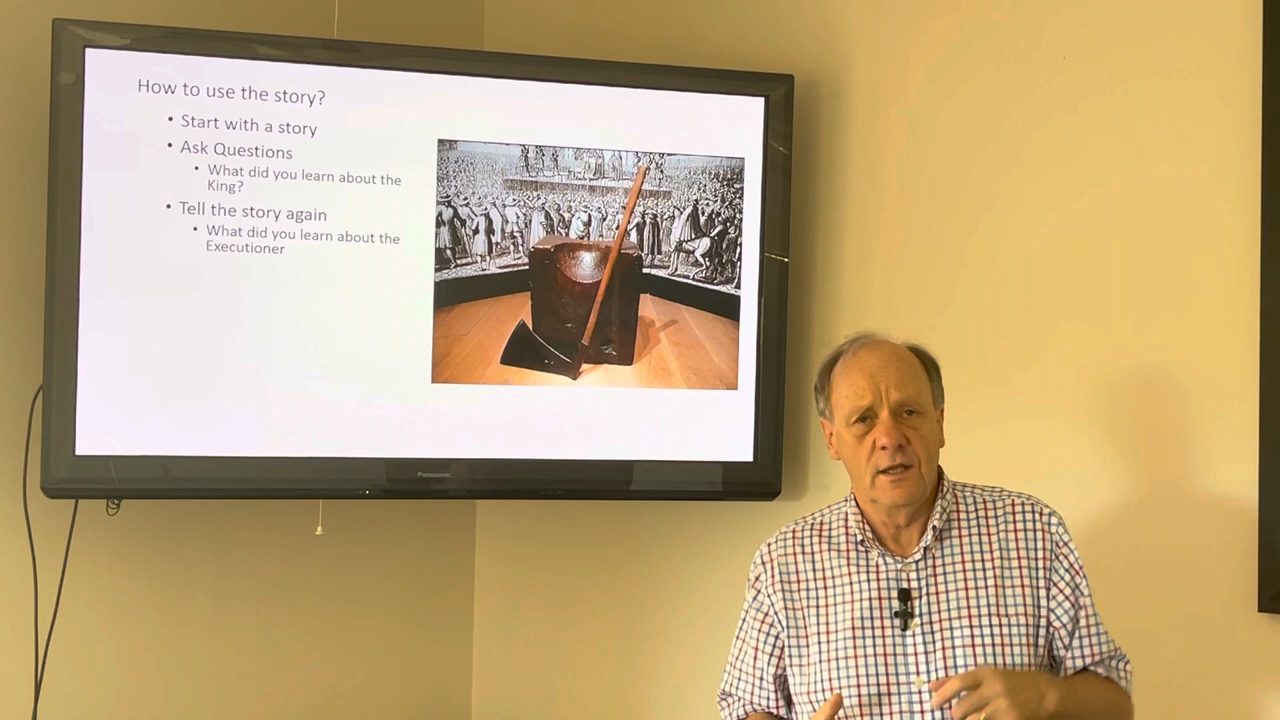 How to use the story?
• Start with a story
• Ask Questions
• What did you learn about the
King?
• Tell the story again
• What did you learn about the
Executioner
Panasonic